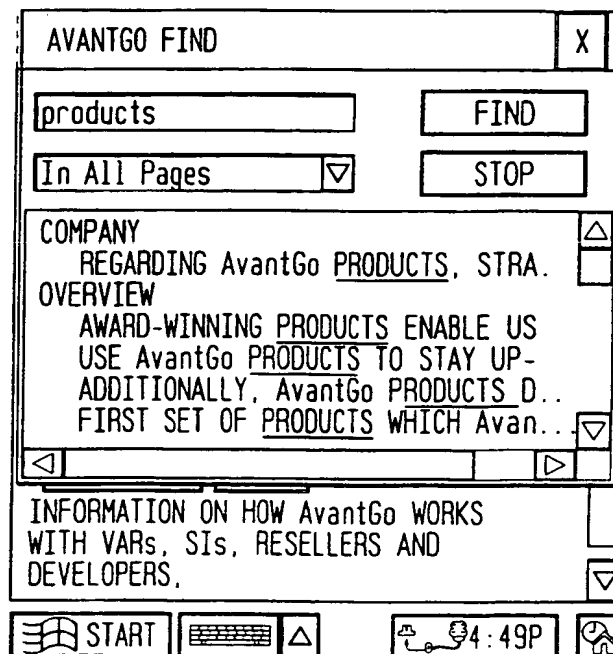 AVANTGO FIND X
products FIND
In All Pages STOP
COMPANY
REGARDING AvantGo PRODUCTS, STRA.
OVERVIEW
AWARD-WINNING PRODUCTS ENABLE US
USE AvantGo PRODUCTS TO STAY UP-
ADDITIONALLY, AvantGo PRODUCTS D..
FIRST SET OF PRODUCTS WHICH Avan...
INFORMATION ON HOW AvantGo WORKS
WITH VARs, SIs, RESELLERS AND
DEVELOPERS.
START 4:49P